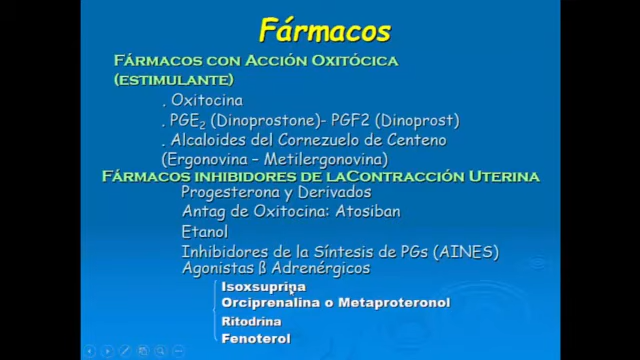 Fármacos
Fármacos con Acción Oxitócica
(estimulante)
. Oxitocina
. PGE2 (Dinoprostone)- PGF2 (Dinoprost)
. Alcaloides del Cornezuelo de Centeno
(Ergonovina – Metilergonovina)
Fármacos inhibidores de laContracción Uterina
Progesterona y Derivados
Antag de Oxitocina: Atosiban
Etanol
Inhibidores de la Síntesis de PGs (AINES)
Agonistas ß Adrenérgicos
Isoxsuprina
Orciprenalina o Metaproteronol
Ritodrina
Fenoterol